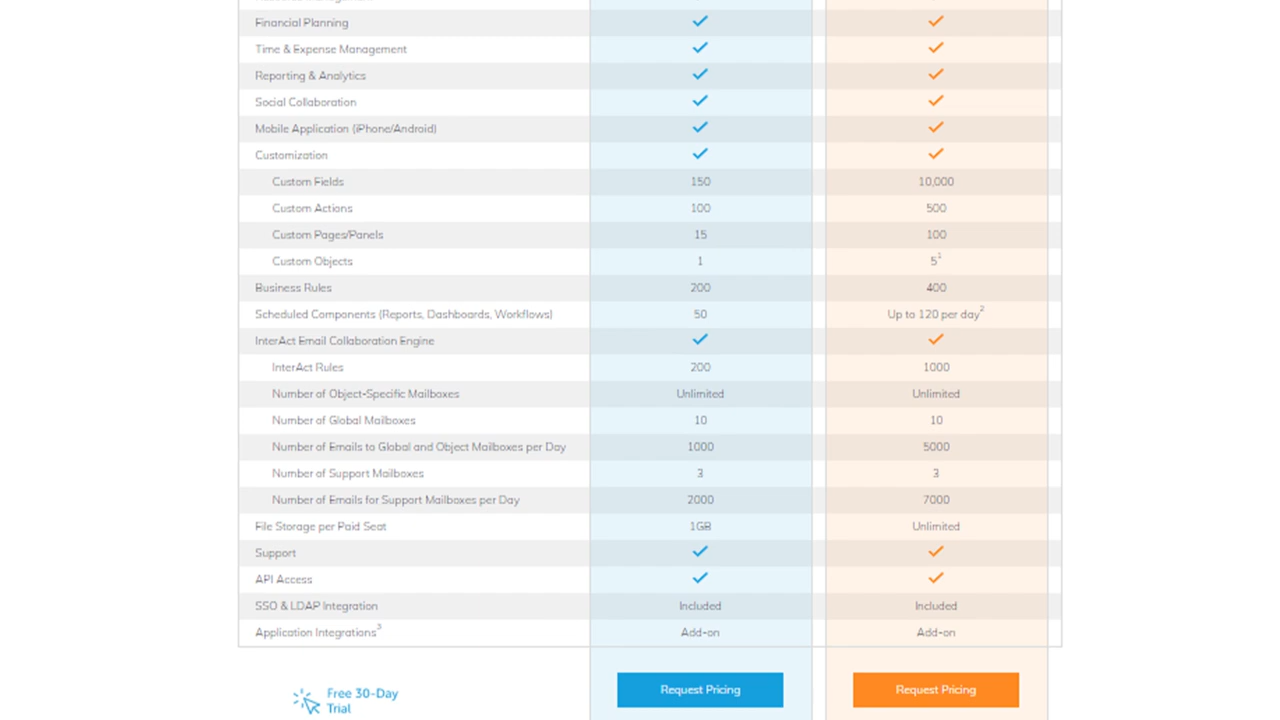 Financial Planning
Time & Expense Management
Reporting & Analytics
Social Collaboration
Mobile Application (iPhone/Android)
Customization
Custom Fields 150 10,000
Custom Actions 100 500
Custom Pages/Panels 15 100
Custom Objects 1 5¹
Business Rules 200 400
Scheduled Components (Reports, Dashboards, Workflows) 50 Up to 120 per day²
InterAct Email Collaboration Engine
InterAct Rules 200 1000
Number of Object-Specific Mailboxes Unlimited Unlimited
Number of Global Mailboxes 10 10
Number of Emails to Global and Object Mailboxes per Day 1000 5000
Number of Support Mailboxes 3 3
Number of Emails for Support Mailboxes per Day 2000 7000
File Storage per Paid Seat 1GB Unlimited
Support
API Access
SSO & LDAP Integration Included Included
Application Integrations³ Add-on Add-on
Free 30-Day
Trial
Request Pricing Request Pricing